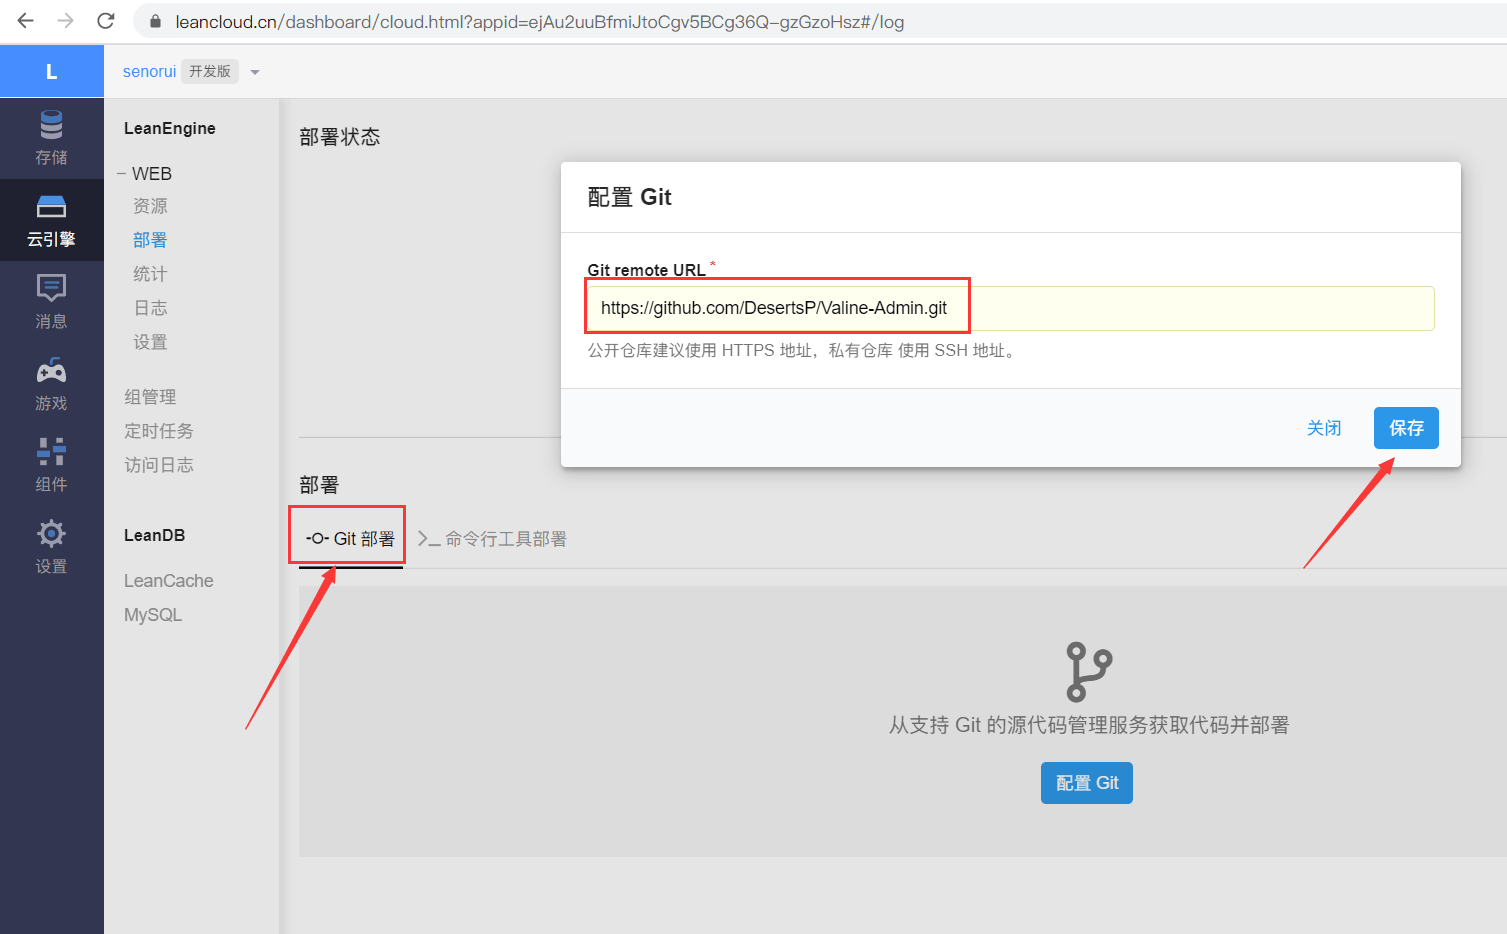 leancloud.cn/dashboard/cloud.html?appid=ejAu2uuBfmiJtoCgv5BCg36Q-gzGzoHsz#/log
L
senorui 开发版
存储
云引擎
消息
游戏
组件
设置
LeanEngine
WEB
资源
部署
统计
日志
设置
组管理
定时任务
访问日志
LeanDB
LeanCache
MySQL
部署状态
配置 Git
Git remote URL *
https://github.com/DesertsP/Valine-Admin.git
公开仓库建议使用 HTTPS 地址，私有仓库 使用 SSH 地址。
关闭 保存
部署
Git 部署 命令行工具部署
从支持 Git 的源代码管理服务获取代码并部署
配置 Git